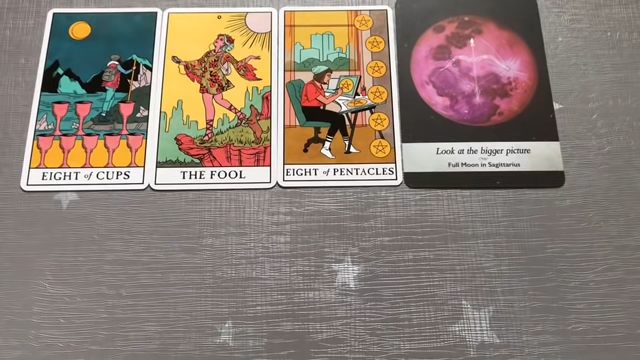 EIGHT of CUPS
THE FOOL
EIGHT of PENTACLES
Look at the bigger picture
Full Moon in Sagittarius